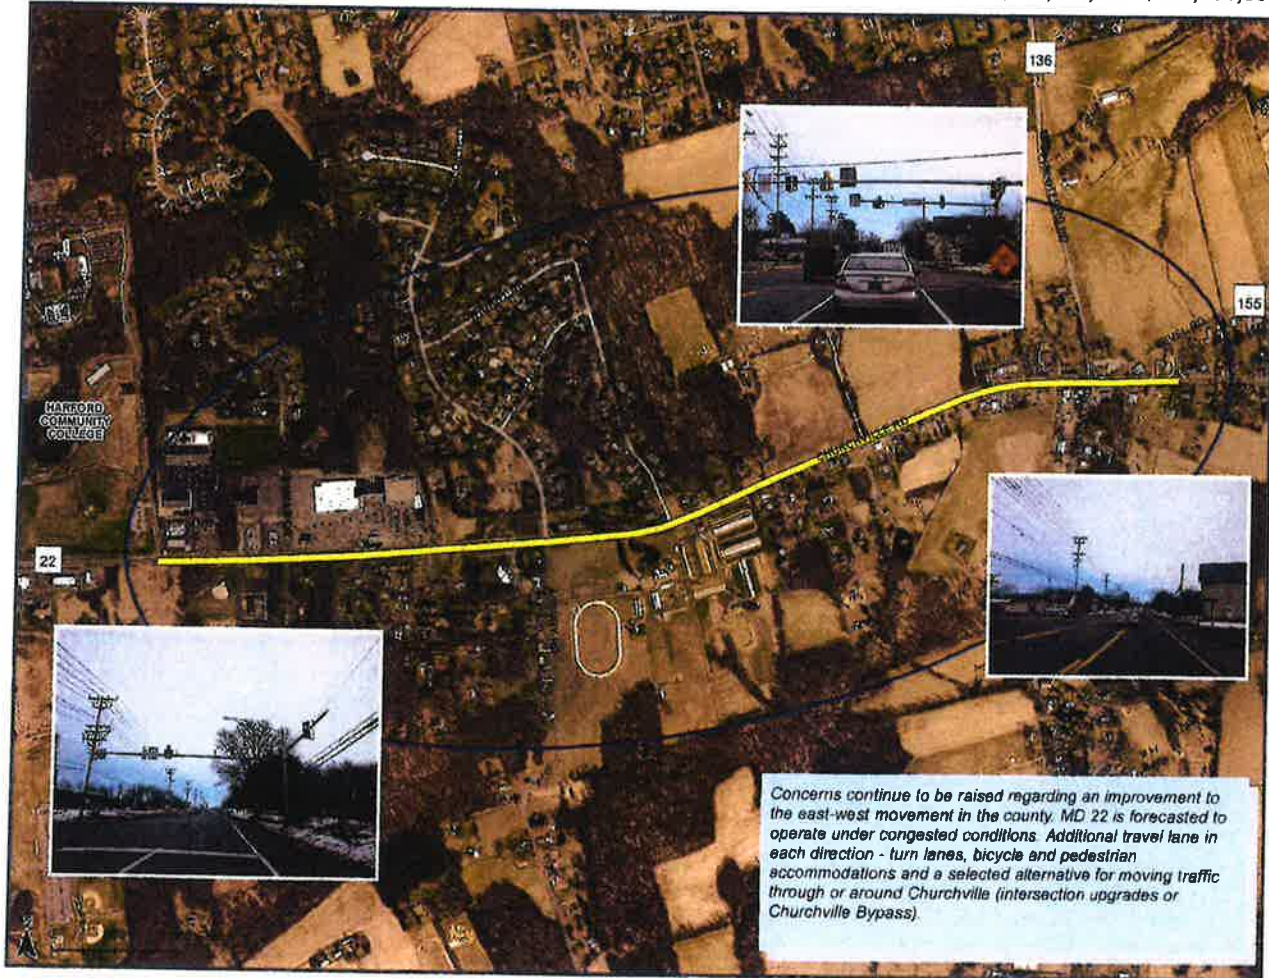 136
155
HARFORD
COMMUNITY
COLLEGE
CHURCHVILLE RD
22
Concerns continue to be raised regarding an improvement to
the east-west movement in the county. MD 22 is forecasted to
operate under congested conditions. Additional travel lane in
each direction - turn lanes, bicycle and pedestrian
accommodations and a selected alternative for moving traffic
through or around Churchville (intersection upgrades or
Churchville Bypass).